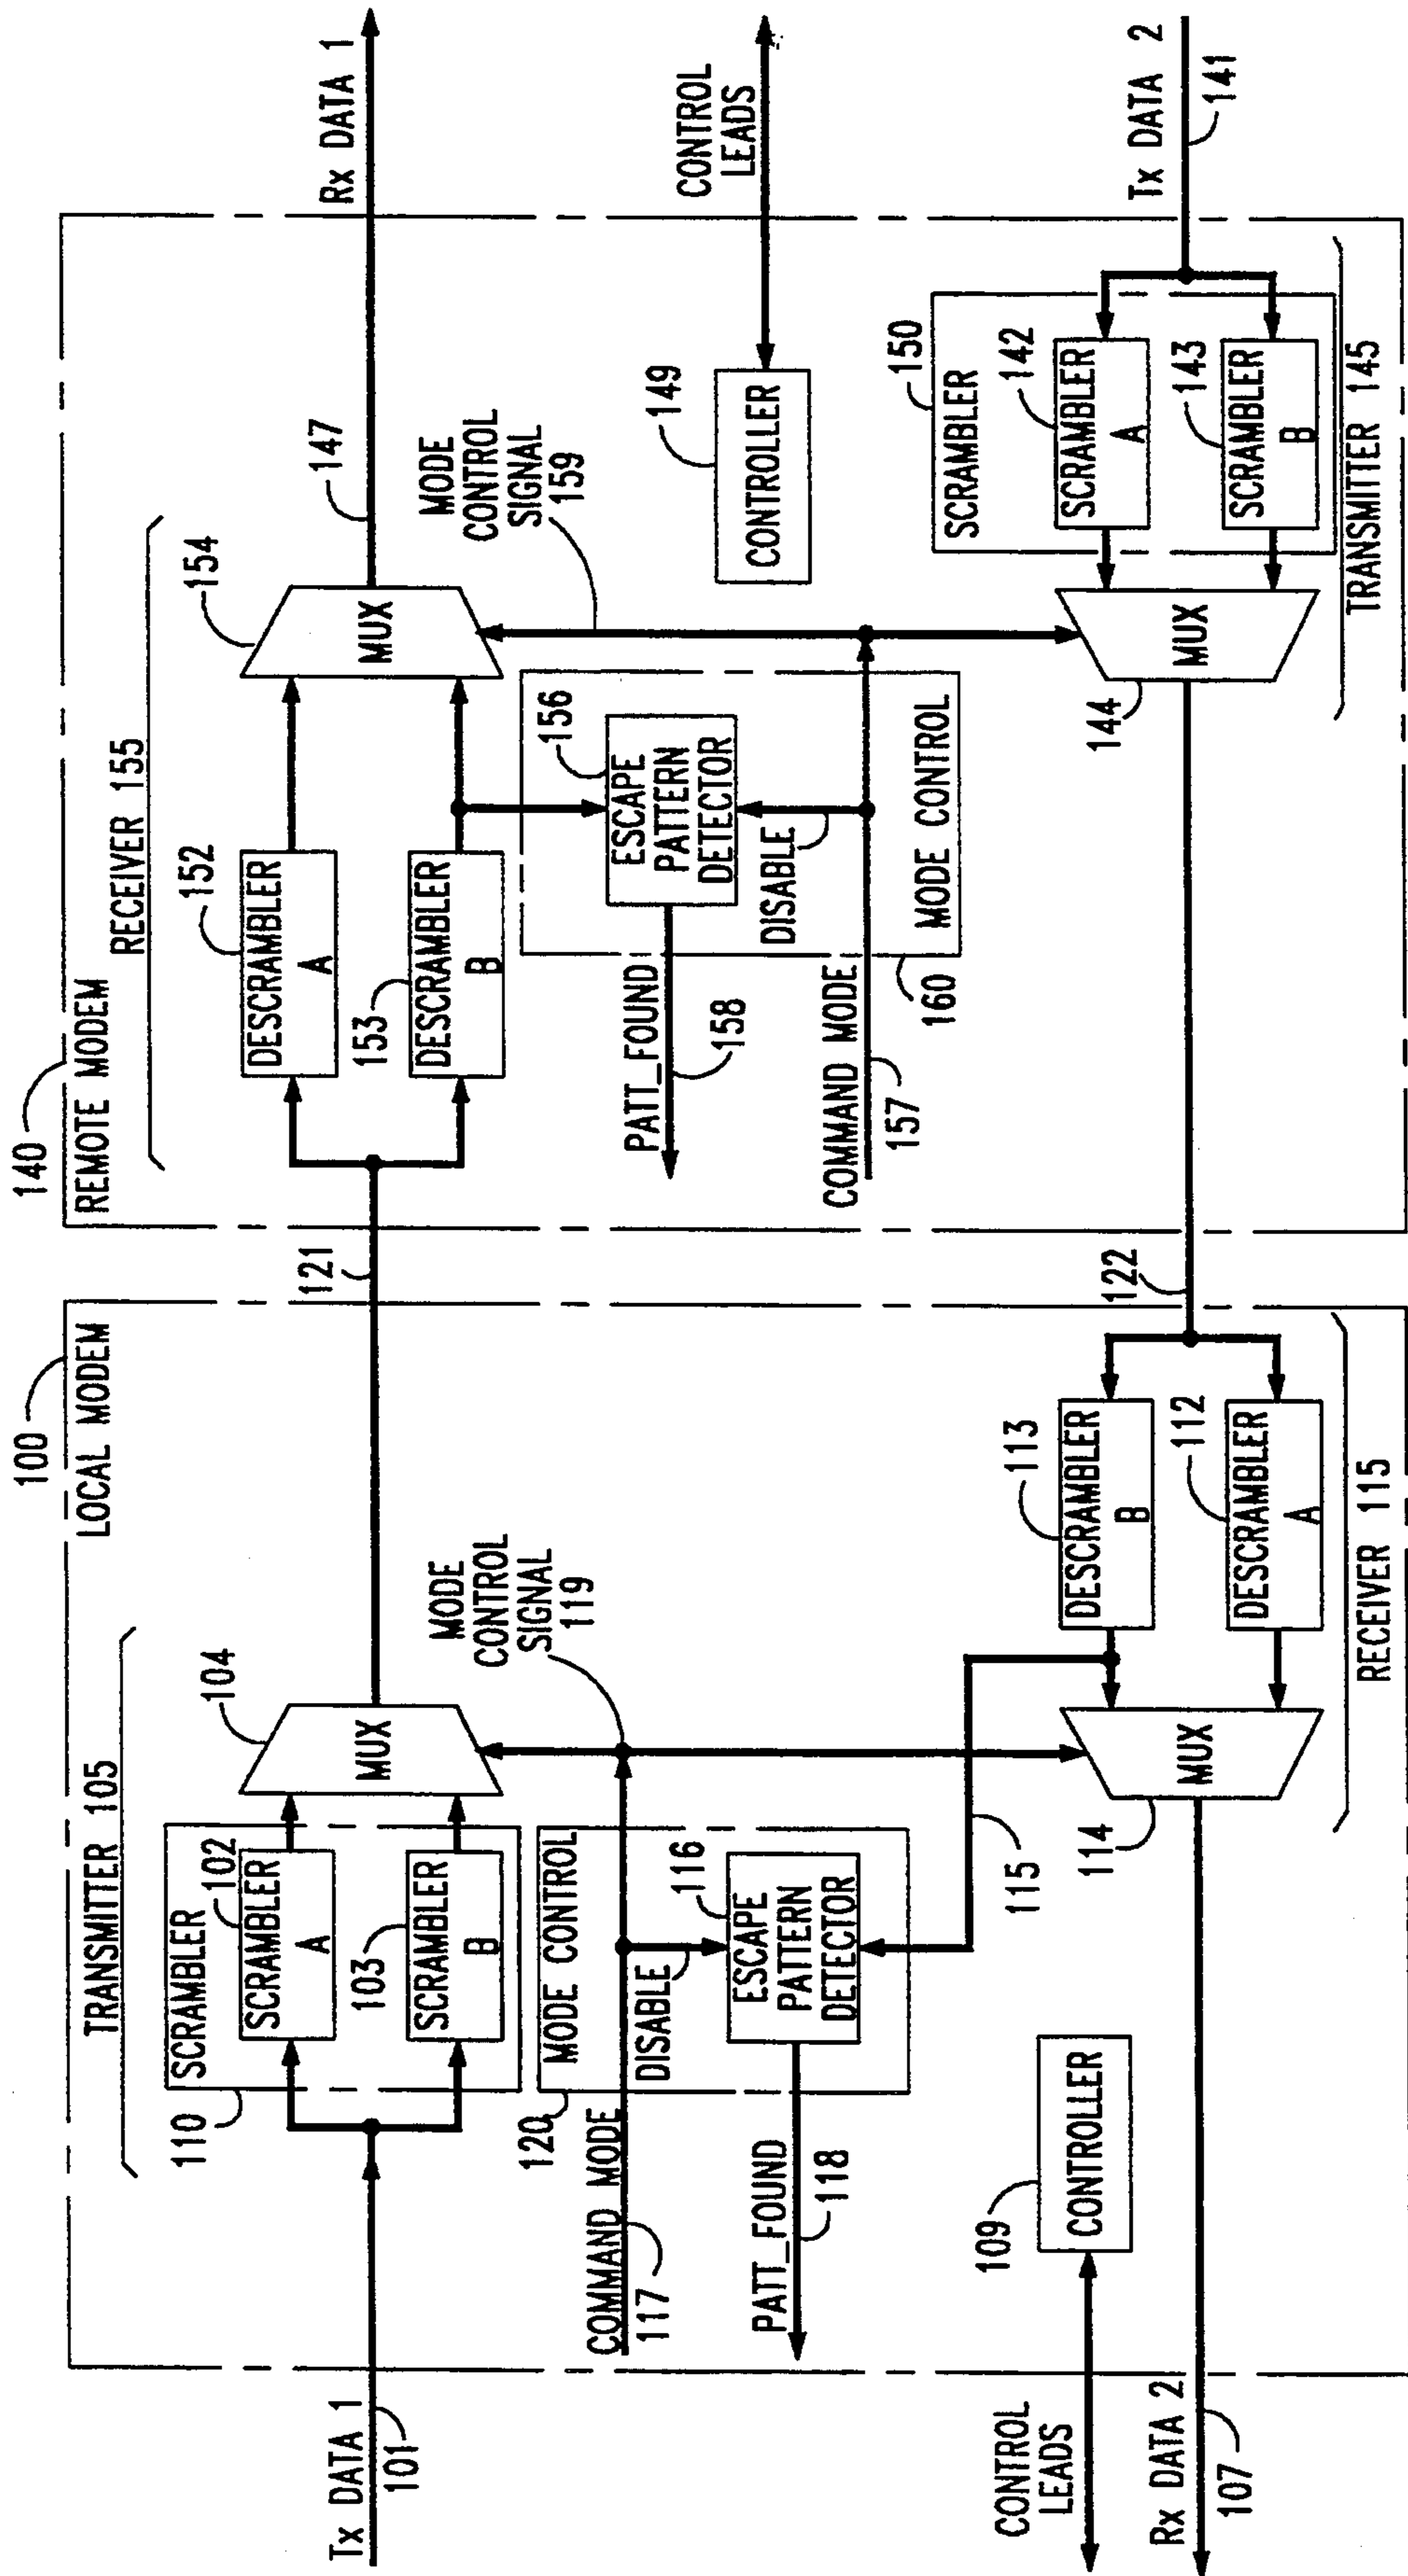 100
LOCAL MODEM
TRANSMITTER 105
110
SCRAMBLER
SCRAMBLER
A
102
103
SCRAMBLER
B
104
MUX
Tx DATA 1
101
121
MODE
CONTROL
SIGNAL
119
120
MODE CONTROL
COMMAND MODE
117
DISABLE
116
ESCAPE
PATTERN
DETECTOR
PATT_FOUND
118
115
109
CONTROLLER
CONTROL
LEADS
Rx DATA 2
107
MUX
114
113
DESCRAMBLER
B
112
DESCRAMBLER
A
RECEIVER 115
122
140
REMOTE MODEM
RECEIVER 155
152
DESCRAMBLER
A
153
DESCRAMBLER
B
154
MUX
147
Rx DATA 1
156
ESCAPE
PATTERN
DETECTOR
DISABLE
MODE CONTROL
160
PATT_FOUND
158
COMMAND MODE
157
MODE
CONTROL
SIGNAL
159
149
CONTROLLER
CONTROL
LEADS
150
SCRAMBLER
142
SCRAMBLER
A
143
SCRAMBLER
B
MUX
144
TRANSMITTER 145
Tx DATA 2
141